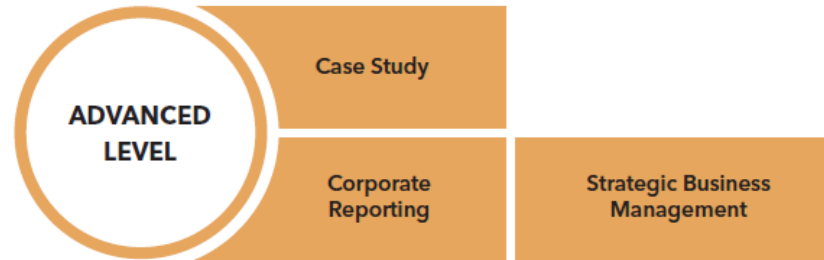 ADVANCED
LEVEL
Case Study
Corporate
Reporting
Strategic Business
Management